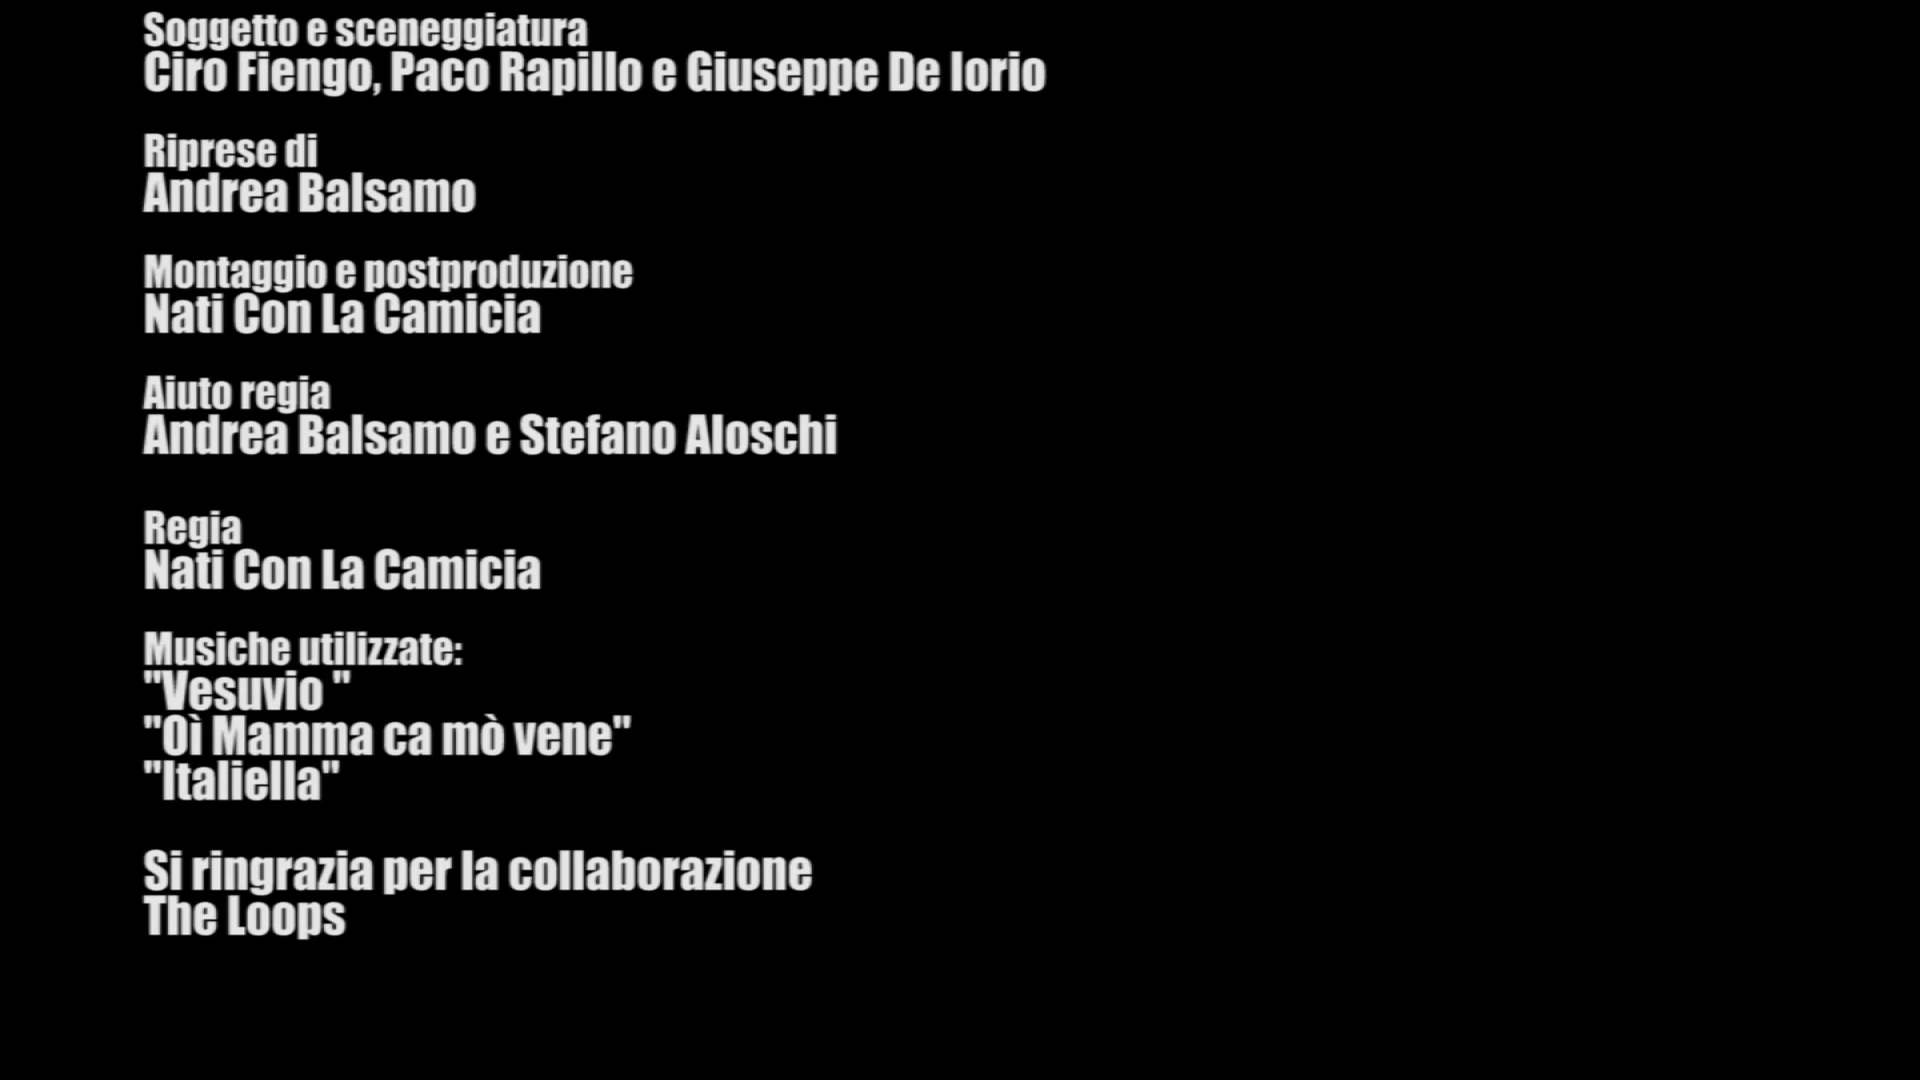 Soggetto e sceneggiatura
Ciro Fiengo, Paco Rapillo e Giuseppe De Iorio
Riprese di
Andrea Balsamo
Montaggio e postproduzione
Nati Con La Camicia
Aiuto regia
Andrea Balsamo e Stefano Aloschi
Regia
Nati Con La Camicia
Musiche utilizzate:
"Vesuvio "
"Oì Mamma ca mò vene"
"Italiella"
Si ringrazia per la collaborazione
The Loops